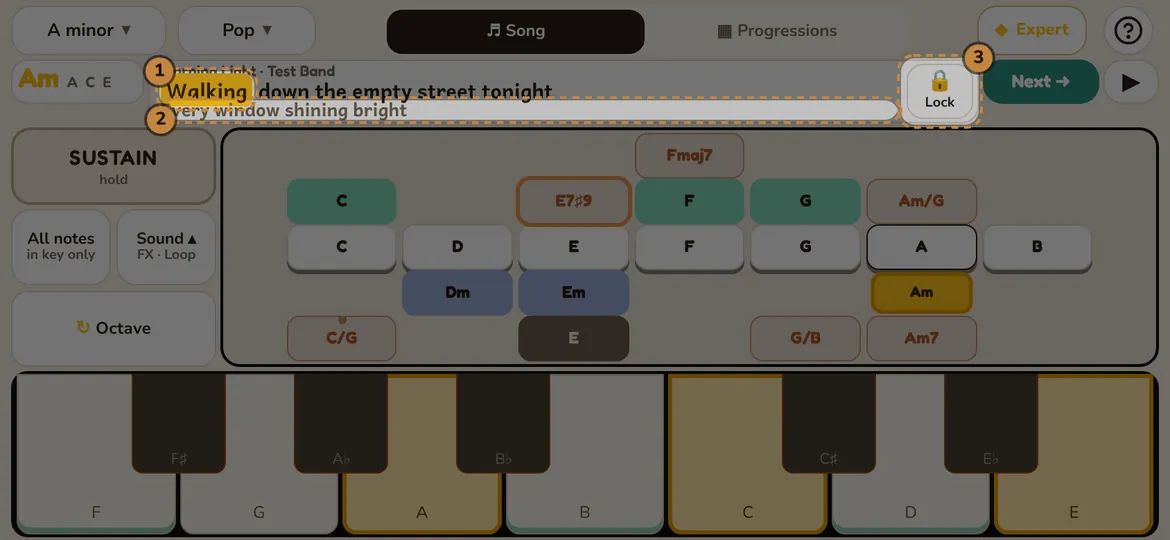 A minor ▼
Pop ▼
♬ Song
▦ Progressions
◆ Expert
?
Am A C E
1
Light · Test Band
Walking down the empty street tonight
very window shining bright
2
3
🔒
Lock
Next →
▶
SUSTAIN
hold
All notes
in key only
Sound ▴
FX · Loop
↻ Octave
Fmaj7
C
E7♯9
F
G
Am/G
C
D
E
F
G
A
B
Dm
Em
Am
C/G
E
G/B
Am7
F♯
A♭
B♭
C♯
E♭
F
G
A
B
C
D
E